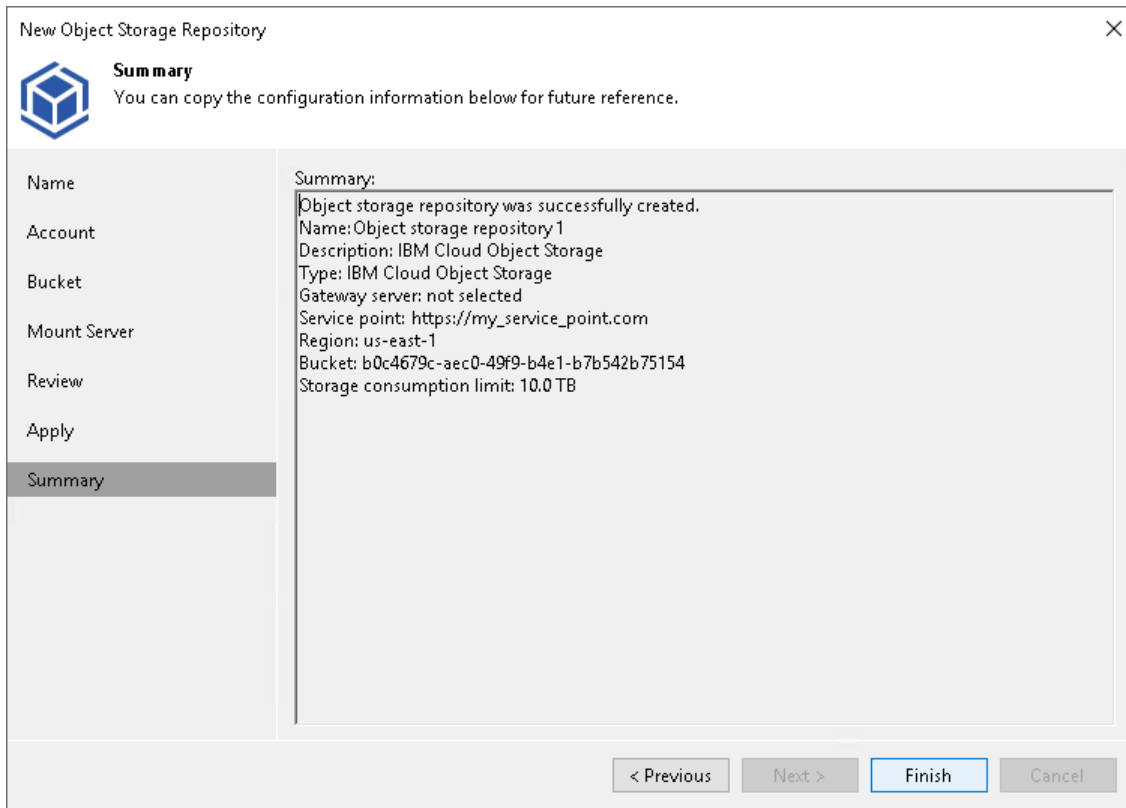 New Object Storage Repository
Summary
You can copy the configuration information below for future reference.
Name
Account
Bucket
Mount Server
Review
Apply
Summary
Summary:
Object storage repository was successfully created.
Name: Object storage repository 1
Description: IBM Cloud Object Storage
Type: IBM Cloud Object Storage
Gateway server: not selected
Service point: https://my_service_point.com
Region: us-east-1
Bucket: b0c4679c-aec0-49f9-b4e1-b7b542b75154
Storage consumption limit: 10.0 TB
< Previous
Next >
Finish
Cancel